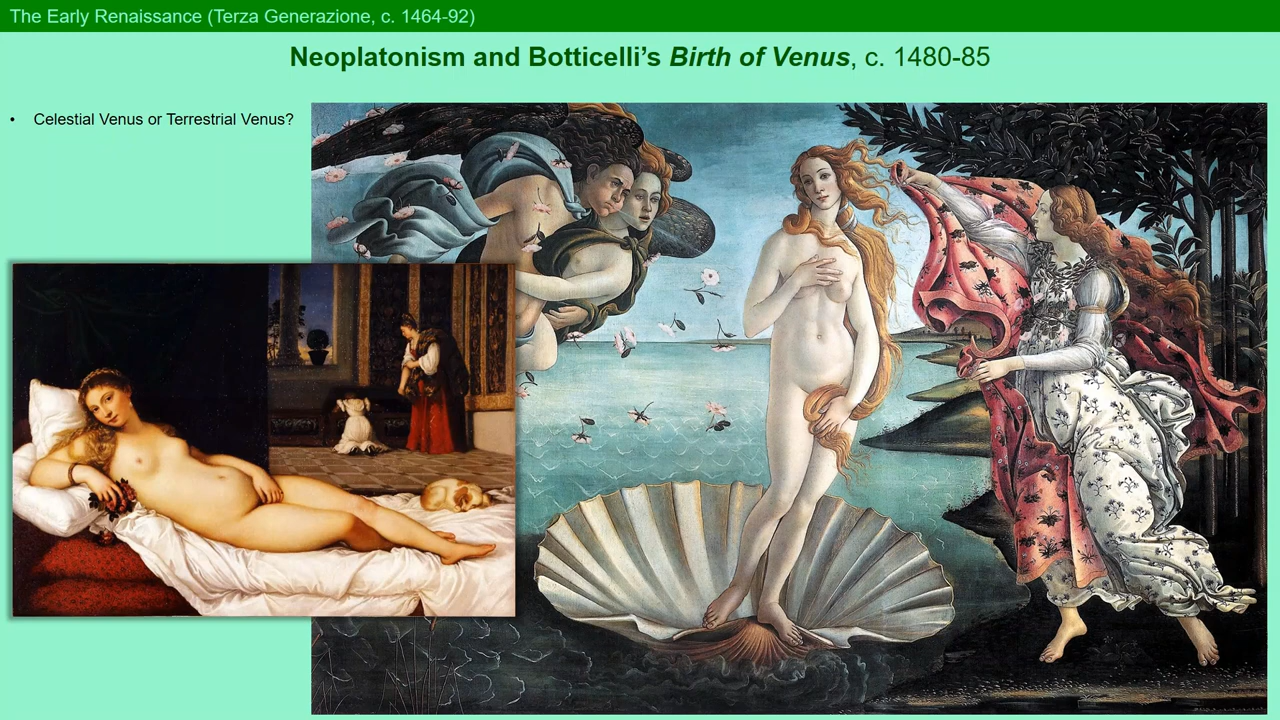 The Early Renaissance (Terza Generazione, c. 1464-92)
Neoplatonism and Botticelli’s Birth of Venus, c. 1480-85
• Celestial Venus or Terrestrial Venus?